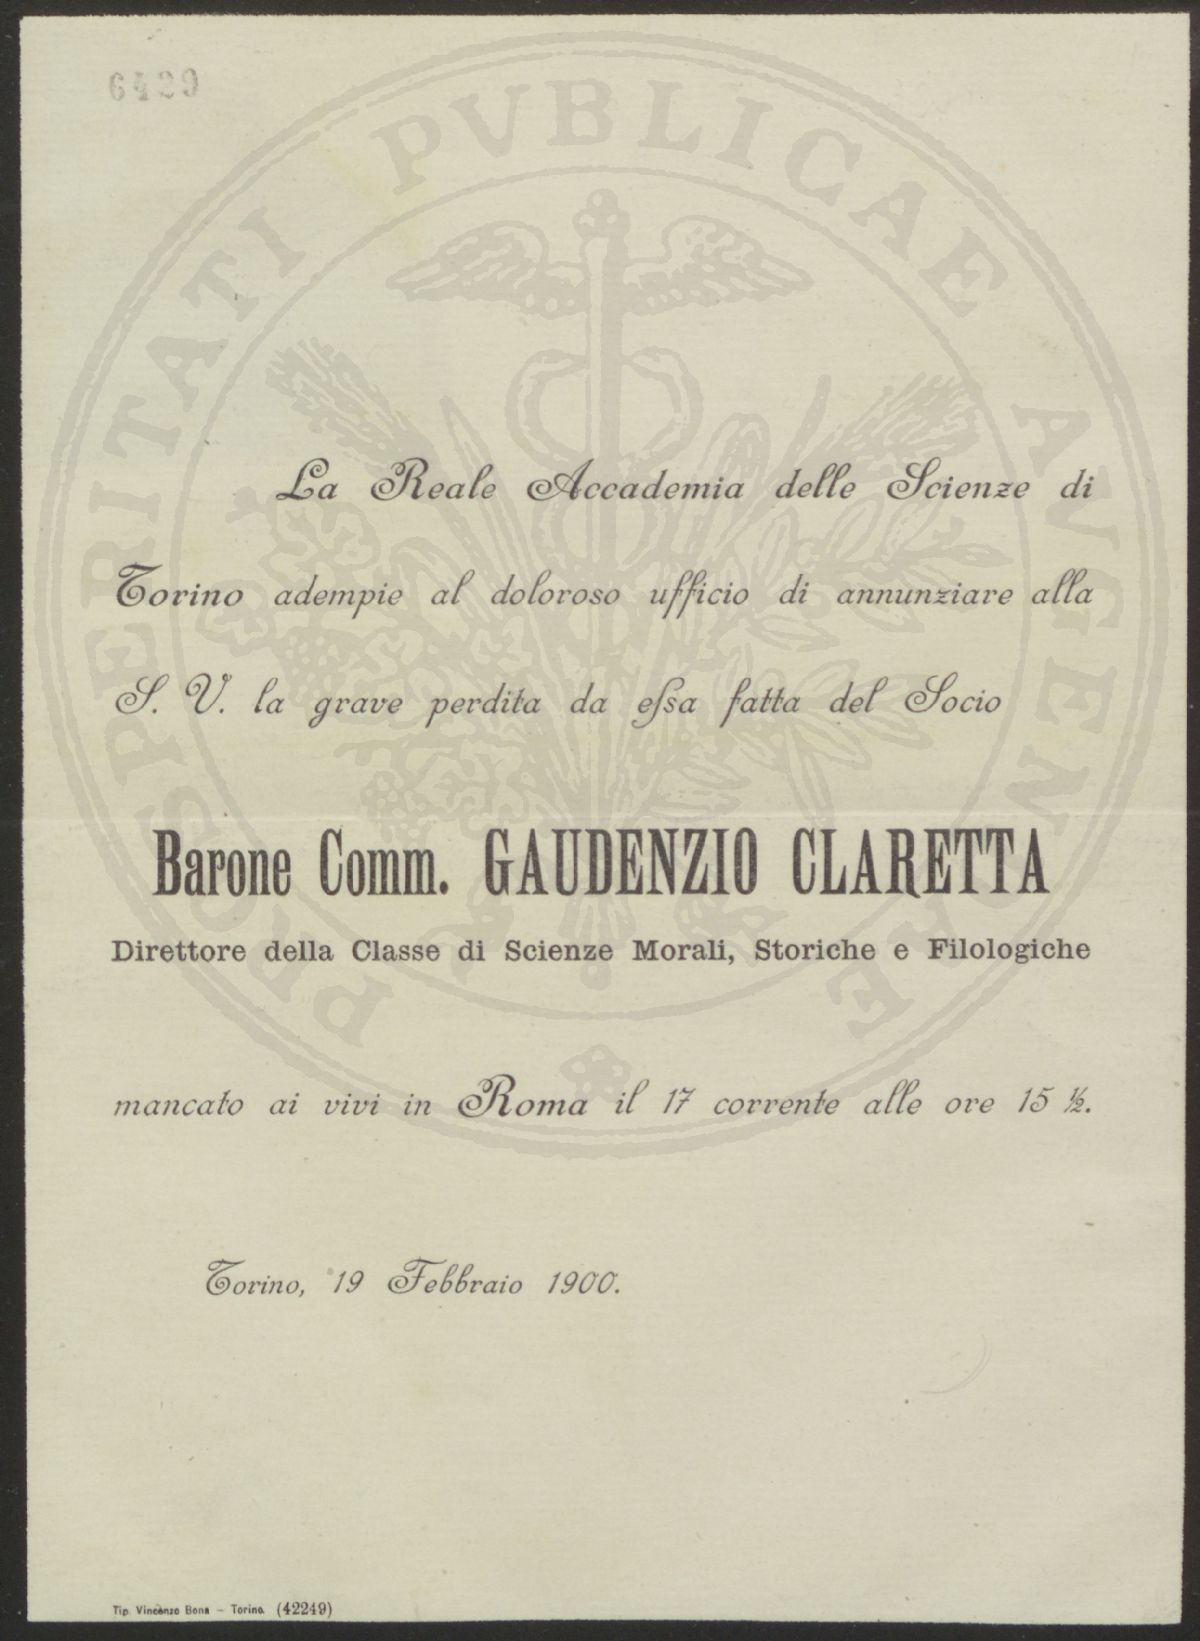 6429
PROSPERITATI PVBLICAE AVGENDAE
La Reale Accademia delle Scienze di
Torino adempie al doloroso ufficio di annunziare alla
S. V. la grave perdita da eſsa fatta del Socio
Barone Comm. GAUDENZIO CLARETTA
Direttore della Classe di Scienze Morali, Storiche e Filologiche
mancato ai vivi in Roma il 17 corrente alle ore 15 ½.
Torino, 19 Febbraio 1900.
Tip. Vincenzo Bona – Torino. (42249)